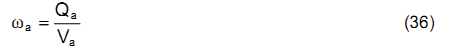 ωₐ = Qₐ / Vₐ (36)